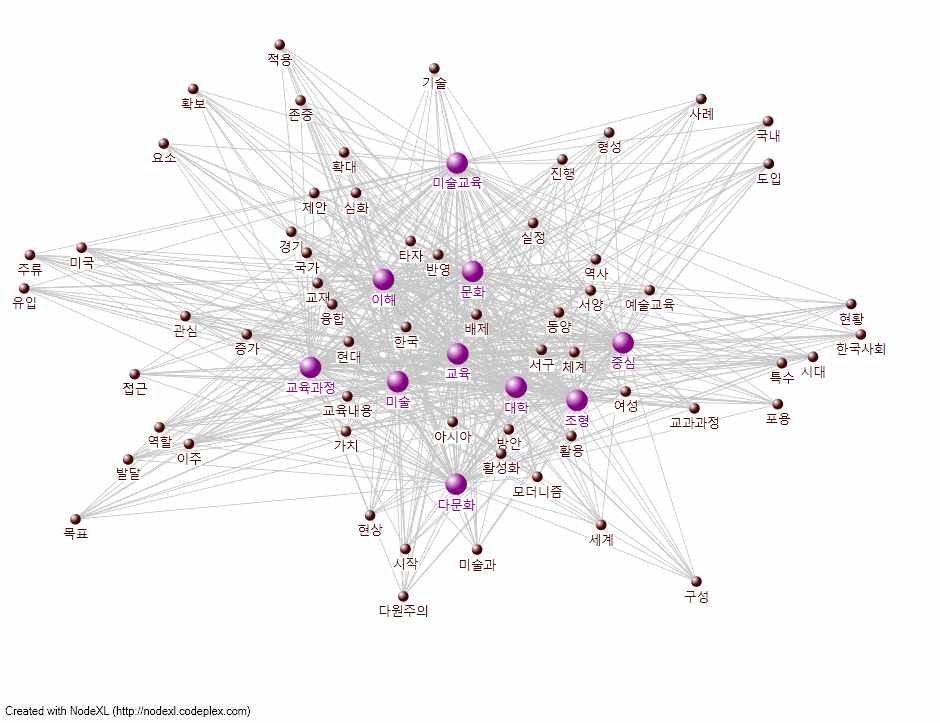 적용
기술
확보
존중
사례
국내
형성
요소
확대
진행
도입
미술교육
제안
심화
실정
경기
타자
반영
국가
주류
미국
역사
교재
이해
문화
유입
서양
예술교육
융합
현황
관심
배제
동양
증가
한국
한국사회
현대
서구
체계
중심
특수
시대
교육
접근
교육과정
미술
대학
교육내용
조형
여성
포용
교과과정
역할
가치
아시아
방안
활용
이주
발달
활성화
모더니즘
다문화
목표
현상
세계
시작
미술과
구성
다원주의
Created with NodeXL (http://nodexl.codeplex.com)